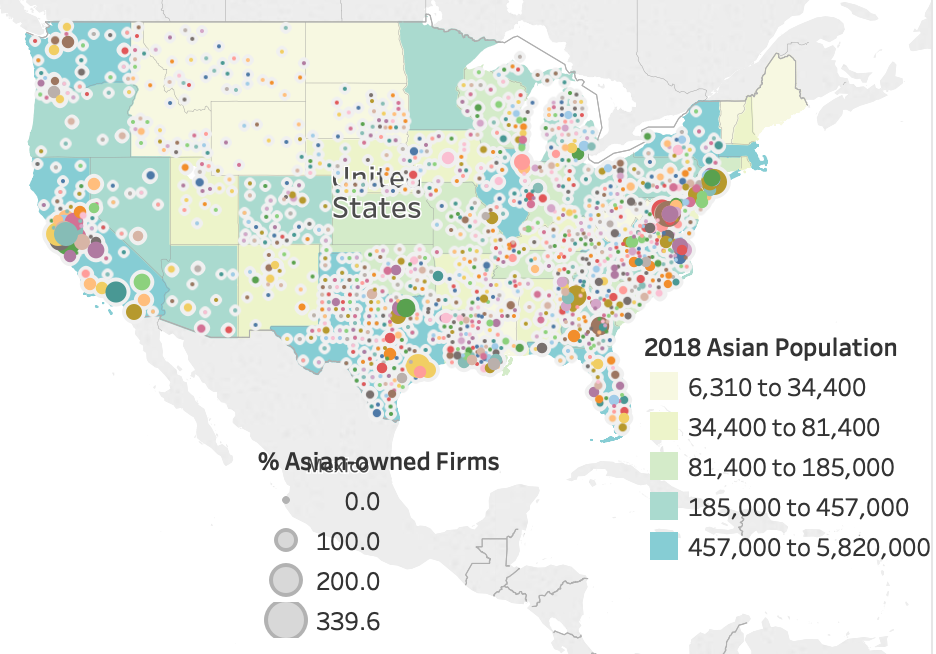 United
States
2018 Asian Population
6,310 to 34,400
34,400 to 81,400
81,400 to 185,000
185,000 to 457,000
457,000 to 5,820,000
% Asian-owned Firms
Mexico
0.0
100.0
200.0
339.6